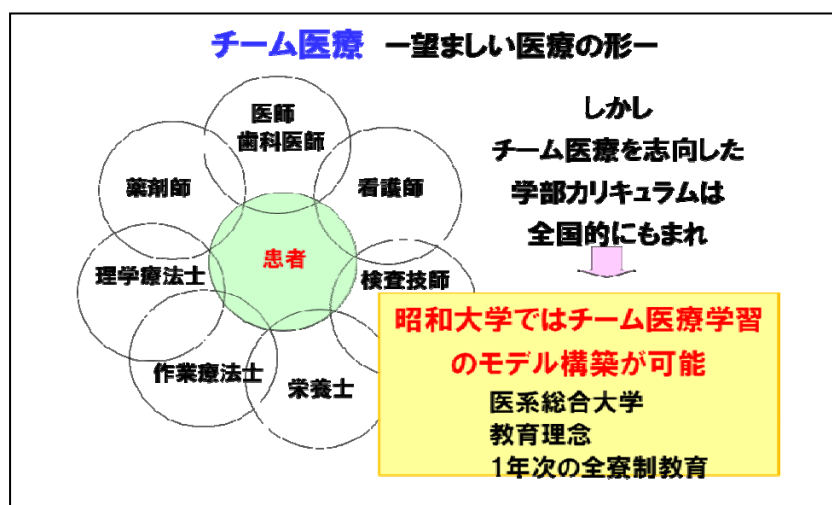 チーム医療 ー望ましい医療の形ー
医師
歯科医師
薬剤師
看護師
患者
理学療法士
検査技師
作業療法士
栄養士
しかし
チーム医療を志向した
学部カリキュラムは
全国的にもまれ
昭和大学ではチーム医療学習
のモデル構築が可能
医系総合大学
教育理念
1年次の全寮制教育